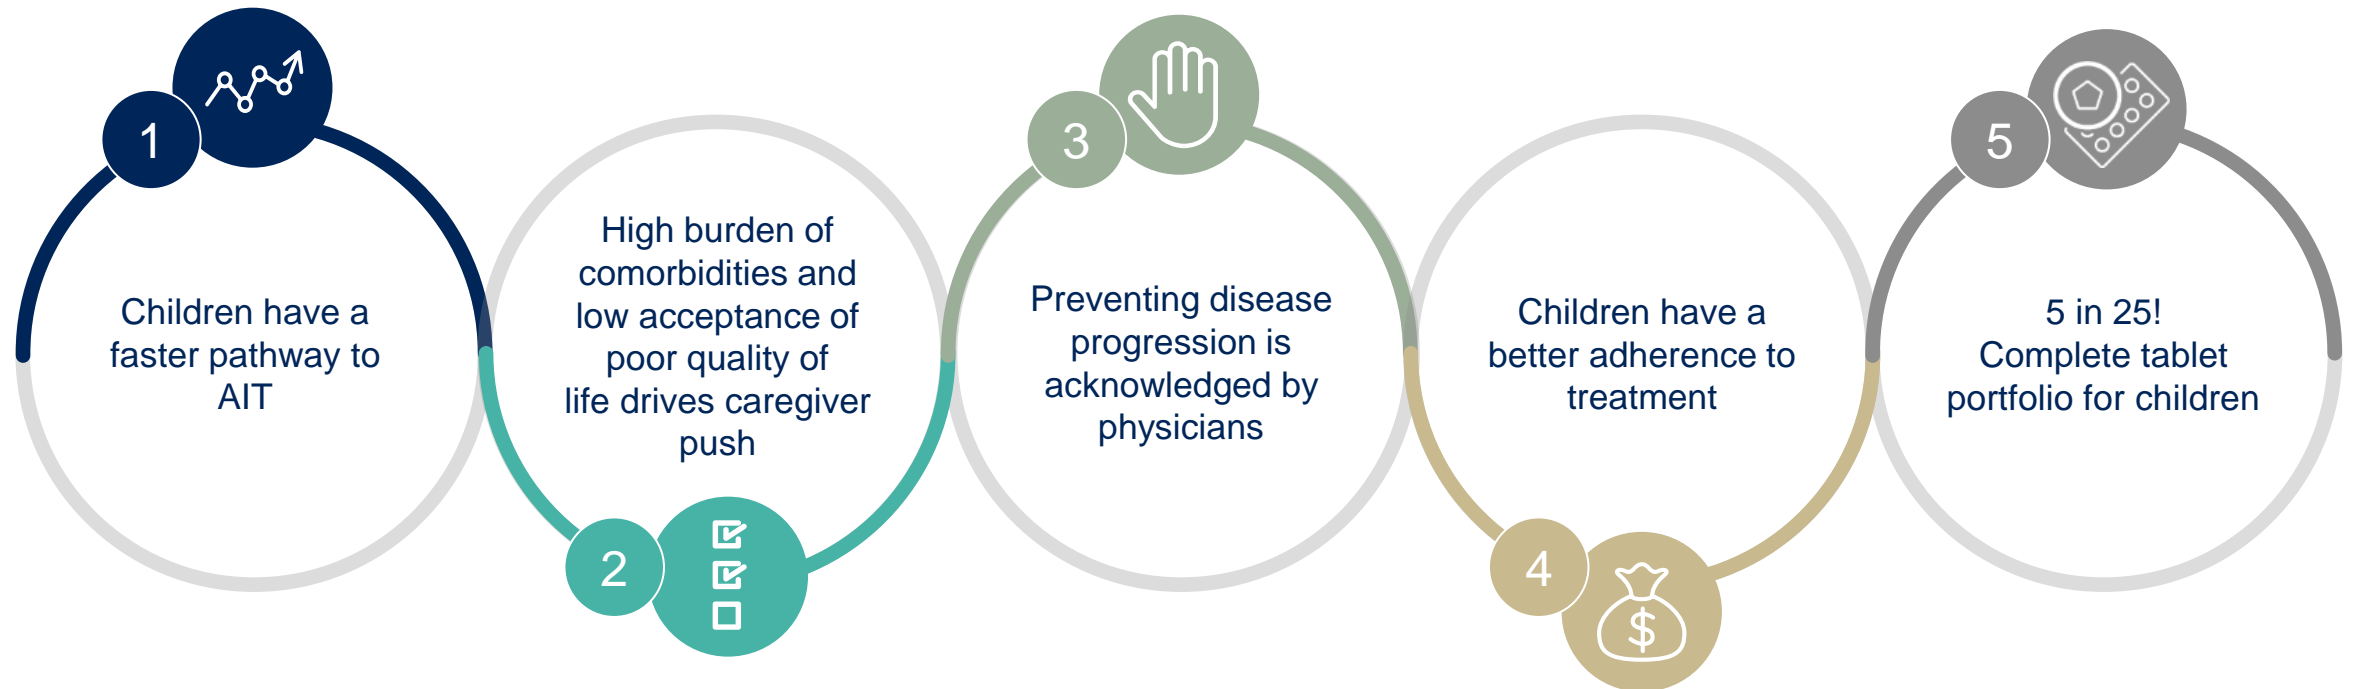 1
Children have a
faster pathway to
AIT
2
High burden of
comorbidities and
low acceptance of
poor quality of
life drives caregiver
push
3
Preventing disease
progression is
acknowledged by
physicians
4
Children have a
better adherence to
treatment
$
5
5 in 25!
Complete tablet
portfolio for children